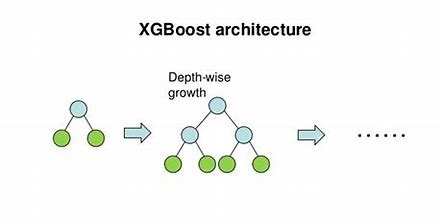 XGBoost architecture
Depth-wise
growth
......